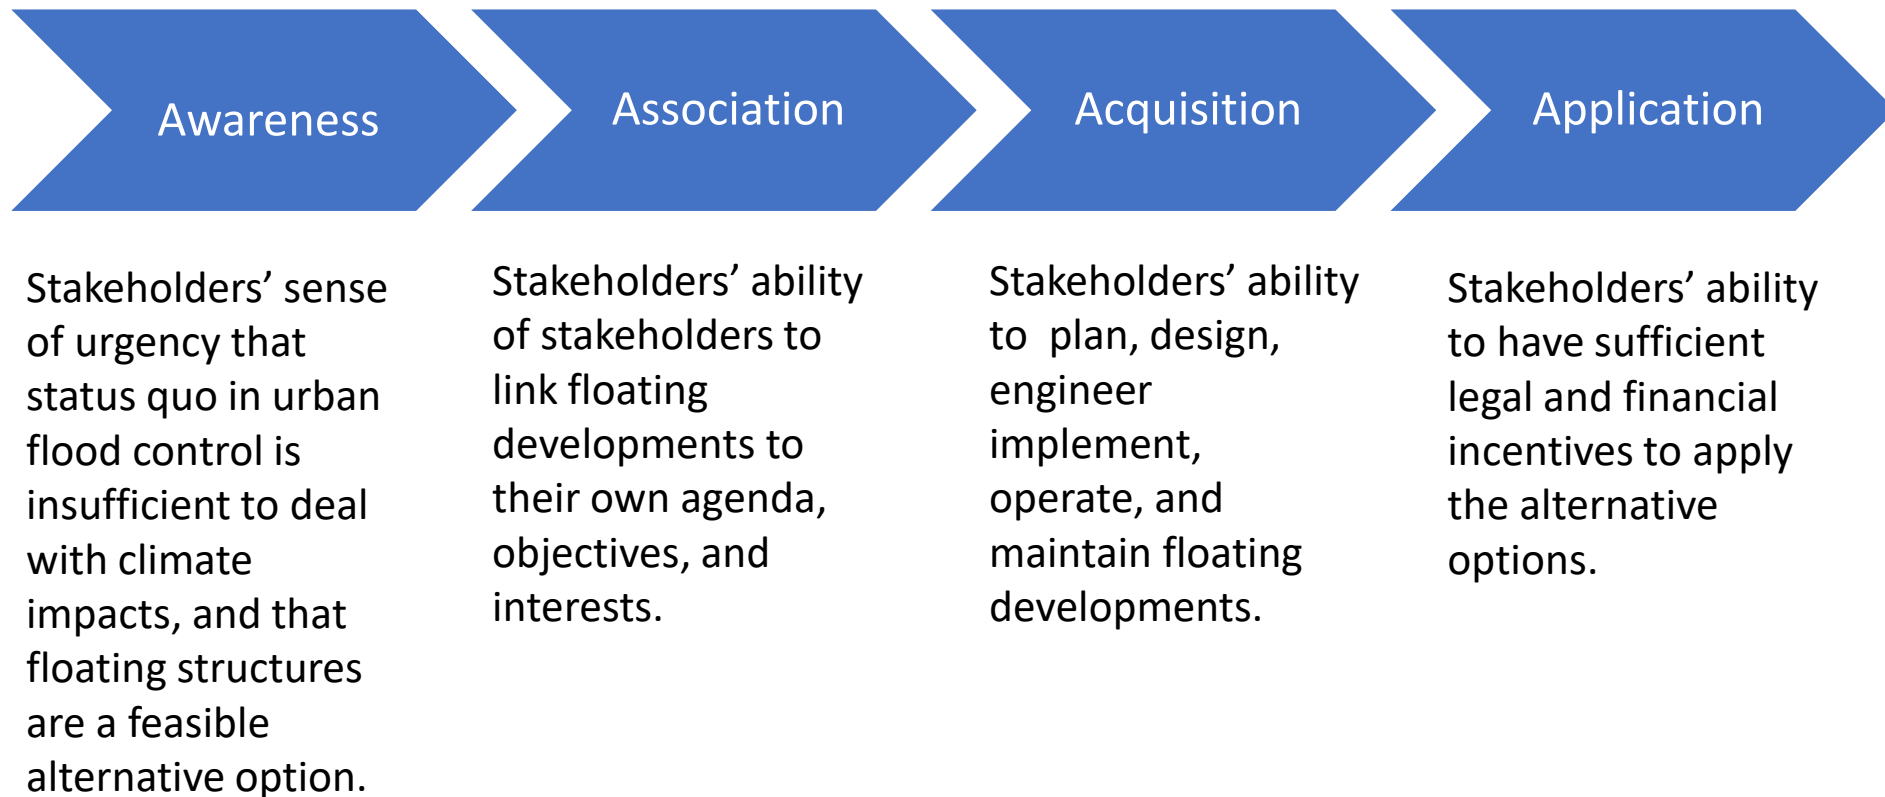 Awareness
Association
Acquisition
Application
Stakeholders’ sense
of urgency that
status quo in urban
flood control is
insufficient to deal
with climate
impacts, and that
floating structures
are a feasible
alternative option.
Stakeholders’ ability
of stakeholders to
link floating
developments to
their own agenda,
objectives, and
interests.
Stakeholders’ ability
to  plan, design,
engineer
implement,
operate, and
maintain floating
developments.
Stakeholders’ ability
to have sufficient
legal and financial
incentives to apply
the alternative
options.